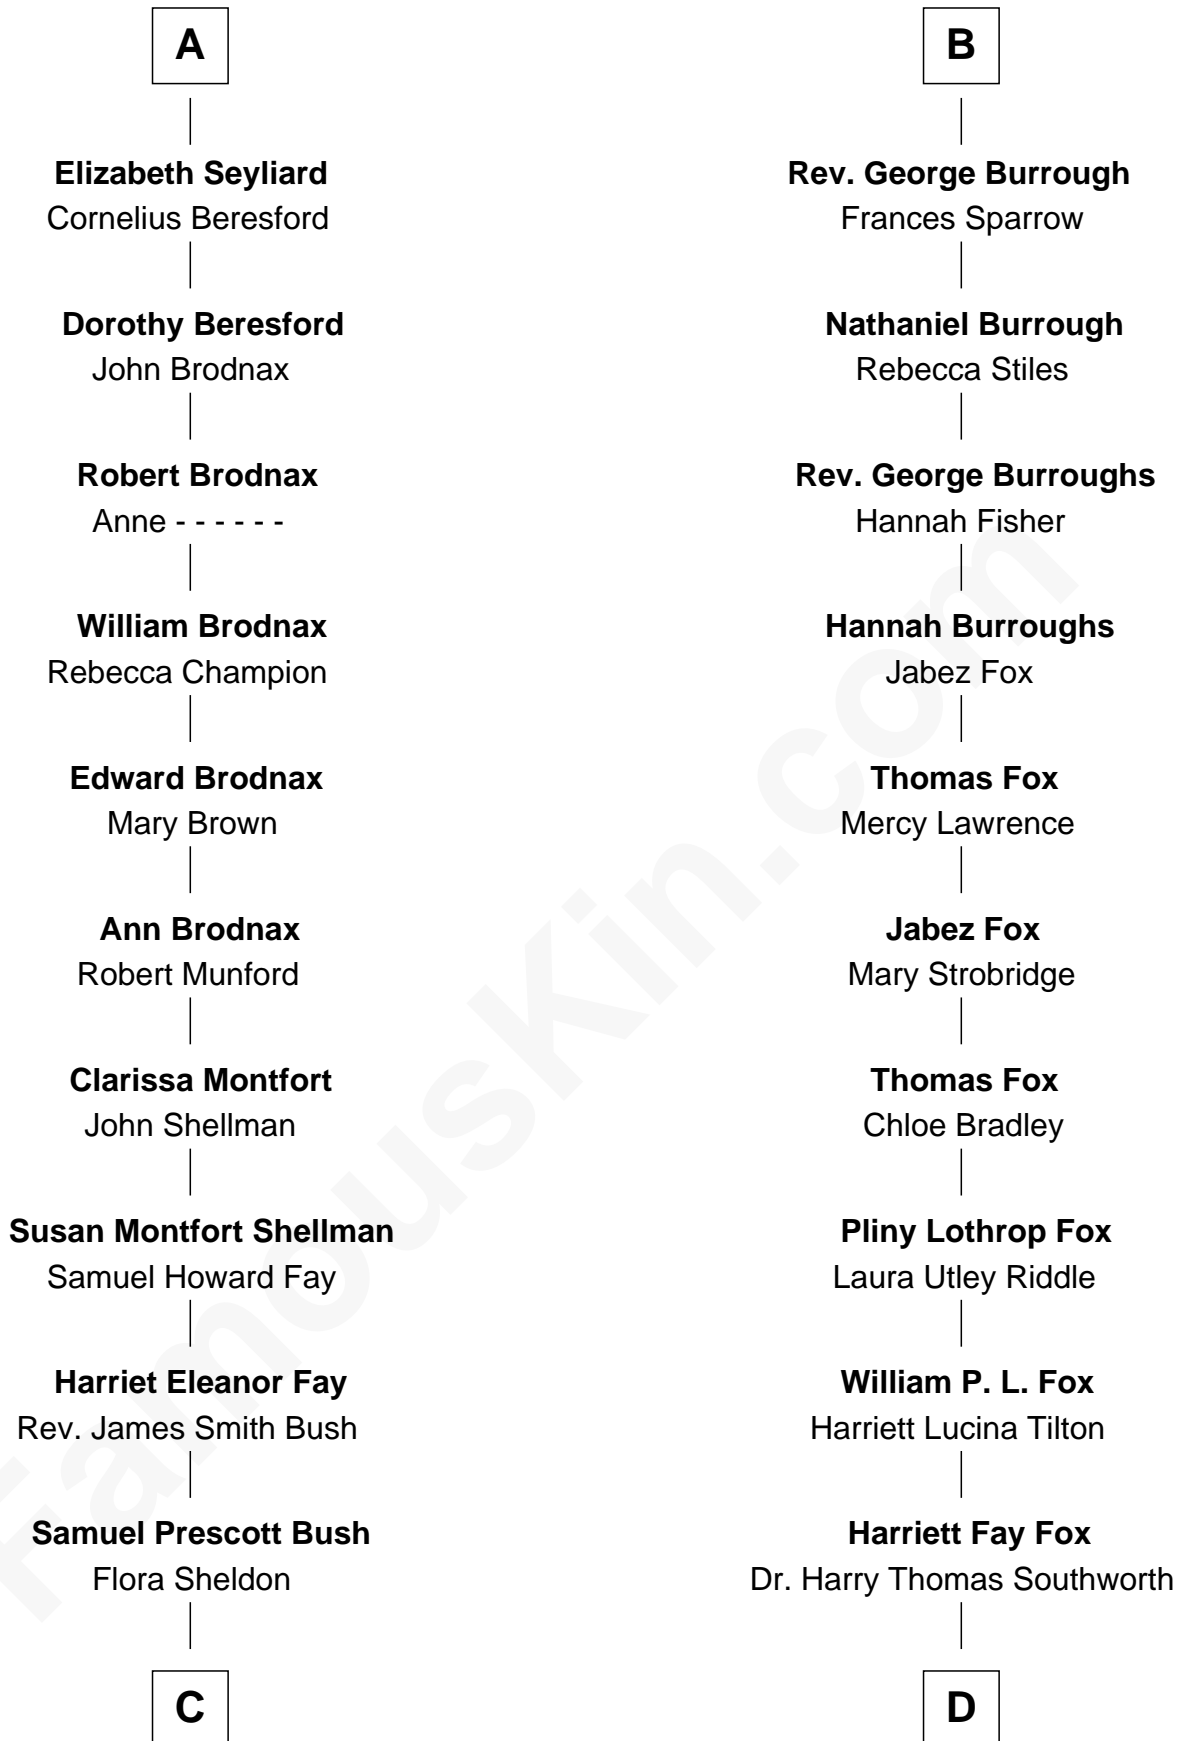 A
Elizabeth Seyliard
Cornelius Beresford
Dorothy Beresford
John Brodnax
Robert Brodnax
Anne - - - - - -
William Brodnax
Rebecca Champion
Edward Brodnax
Mary Brown
Ann Brodnax
Robert Munford
Clarissa Montfort
John Shellman
Susan Montfort Shellman
Samuel Howard Fay
Harriet Eleanor Fay
Rev. James Smith Bush
Samuel Prescott Bush
Flora Sheldon
C
B
Rev. George Burrough
Frances Sparrow
Nathaniel Burrough
Rebecca Stiles
Rev. George Burroughs
Hannah Fisher
Hannah Burroughs
Jabez Fox
Thomas Fox
Mercy Lawrence
Jabez Fox
Mary Strobridge
Thomas Fox
Chloe Bradley
Pliny Lothrop Fox
Laura Utley Riddle
William P. L. Fox
Harriett Lucina Tilton
Harriett Fay Fox
Dr. Harry Thomas Southworth
D
FamousKin.com